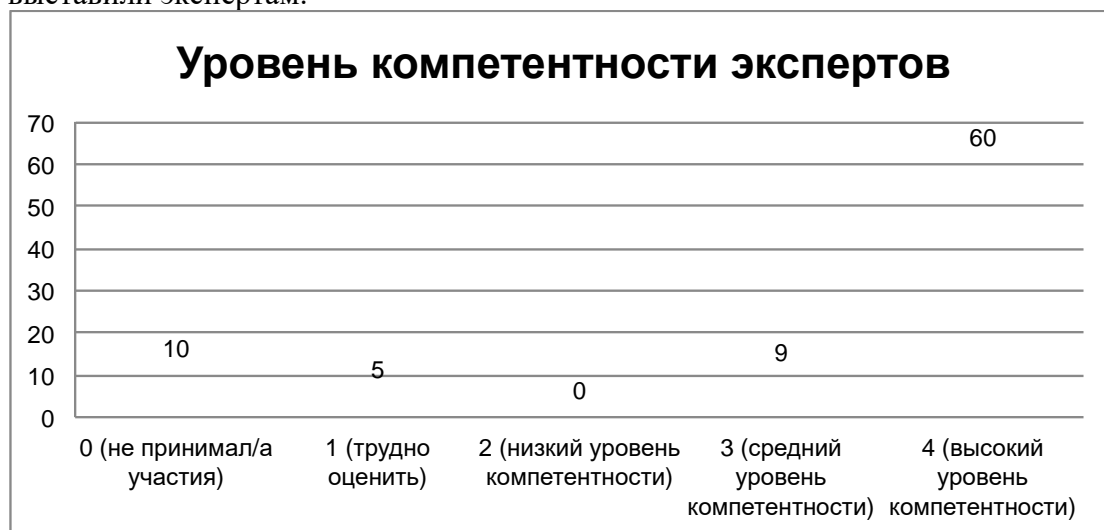 Уровень компетентности экспертов
70
60
50
40
30
20
10
0
10
5
0
9
60
0 (не принимал/а участия)
1 (трудно оценить)
2 (низкий уровень компетентности)
3 (средний уровень компетентности)
4 (высокий уровень компетентности)